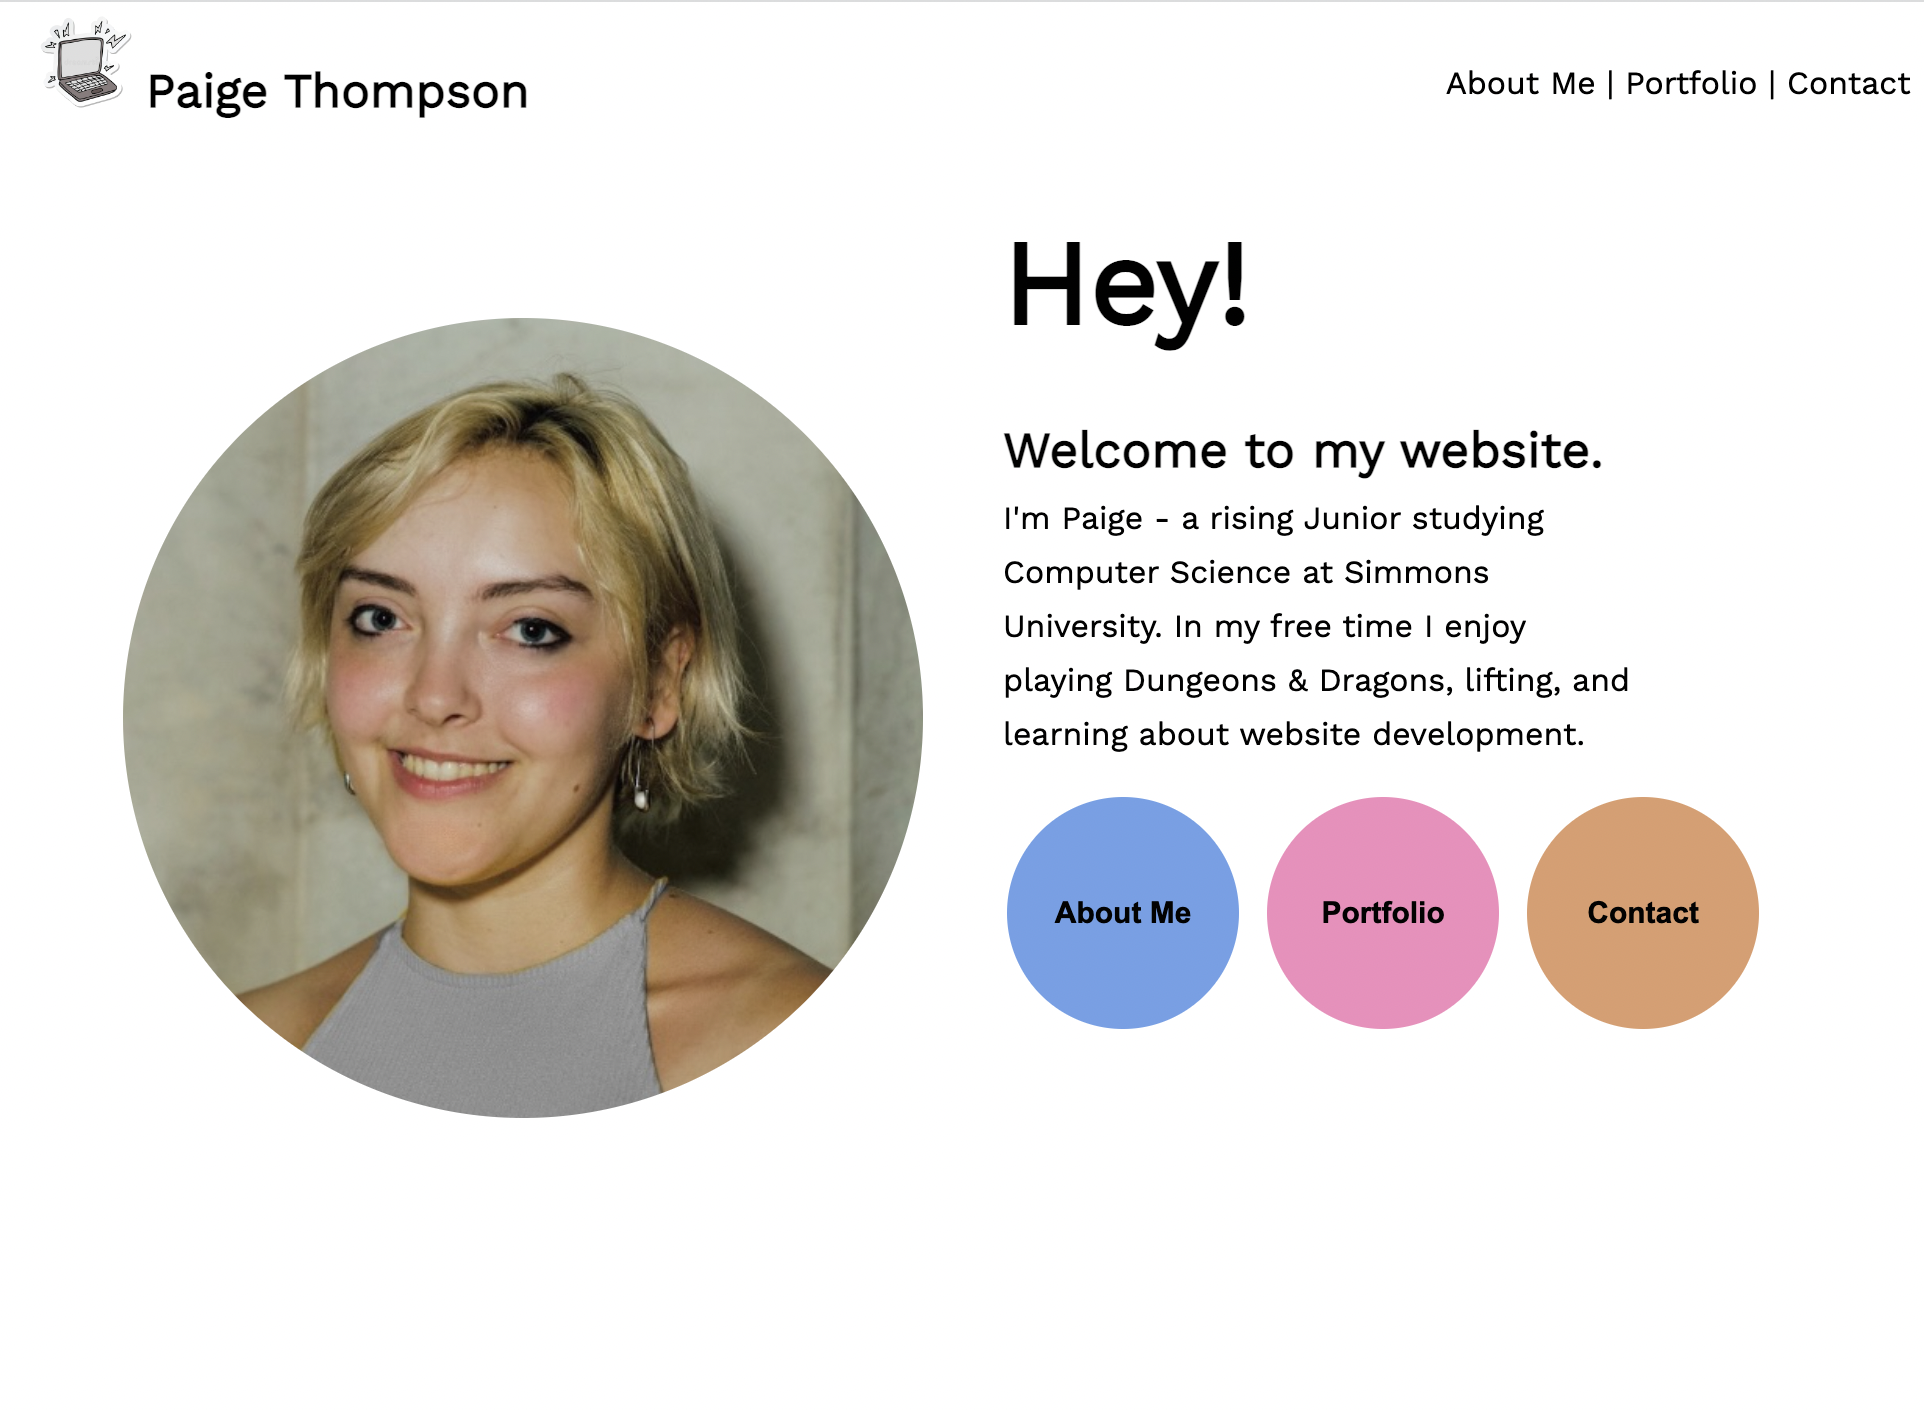 Paige Thompson
About Me | Portfolio | Contact
Hey!
Welcome to my website.
I'm Paige - a rising Junior studying
Computer Science at Simmons
University. In my free time I enjoy
playing Dungeons & Dragons, lifting, and
learning about website development.
About Me
Portfolio
Contact